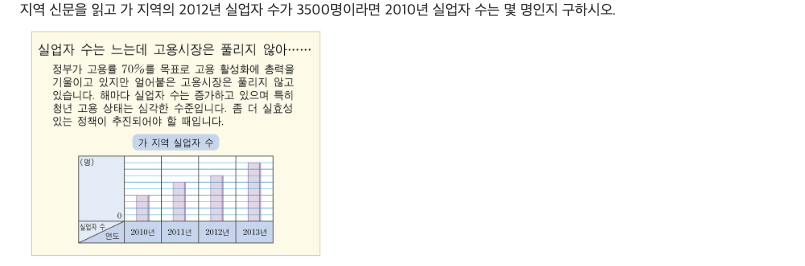 지역 신문을 읽고 가 지역의 2012년 실업자 수가 3500명이라면 2010년 실업자 수는 몇 명인지 구하시오.
실업자 수는 느는데 고용시장은 풀리지 않아……
정부가 고용률 70%를 목표로 고용 활성화에 총력을
기울이고 있지만 얼어붙은 고용시장은 풀리지 않고
있습니다. 해마다 실업자 수는 증가하고 있으며 특히
청년 고용 상태는 심각한 수준입니다. 좀 더 실효성
있는 정책이 추진되어야 할 때입니다.
가 지역 실업자 수
(명)
0
실업자 수
연도
2010년 2011년 2012년 2013년